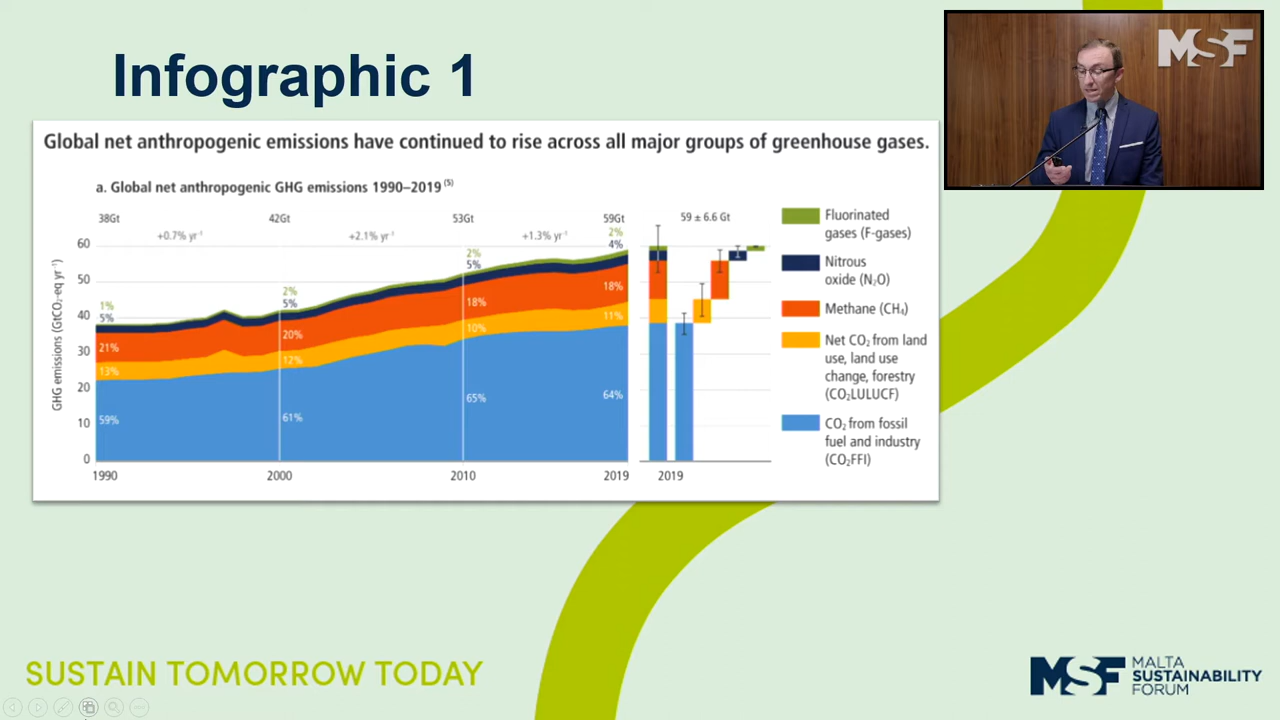 Infographic 1
MSF
Global net anthropogenic emissions have continued to rise across all major groups of greenhouse gases.
a. Global net anthropogenic GHG emissions 1990–2019 (5)
38Gt
42Gt
53Gt
59Gt
59 ± 6.6 Gt
+0.7% yr⁻¹
+2.1% yr⁻¹
+1.3% yr⁻¹
GHG emissions (GtCO₂-eq yr⁻¹)
60
50
40
30
20
10
0
1%
5%
21%
13%
59%
2%
5%
20%
12%
61%
2%
5%
18%
10%
65%
2%
4%
18%
11%
64%
1990
2000
2010
2019
2019
Fluorinated
gases (F-gases)
Nitrous
oxide (N₂O)
Methane (CH₄)
Net CO₂ from land
use, land use
change, forestry
(CO₂LULUCF)
CO₂ from fossil
fuel and industry
(CO₂FFI)
SUSTAIN TOMORROW TODAY
MSF
MALTA
SUSTAINABILITY
FORUM